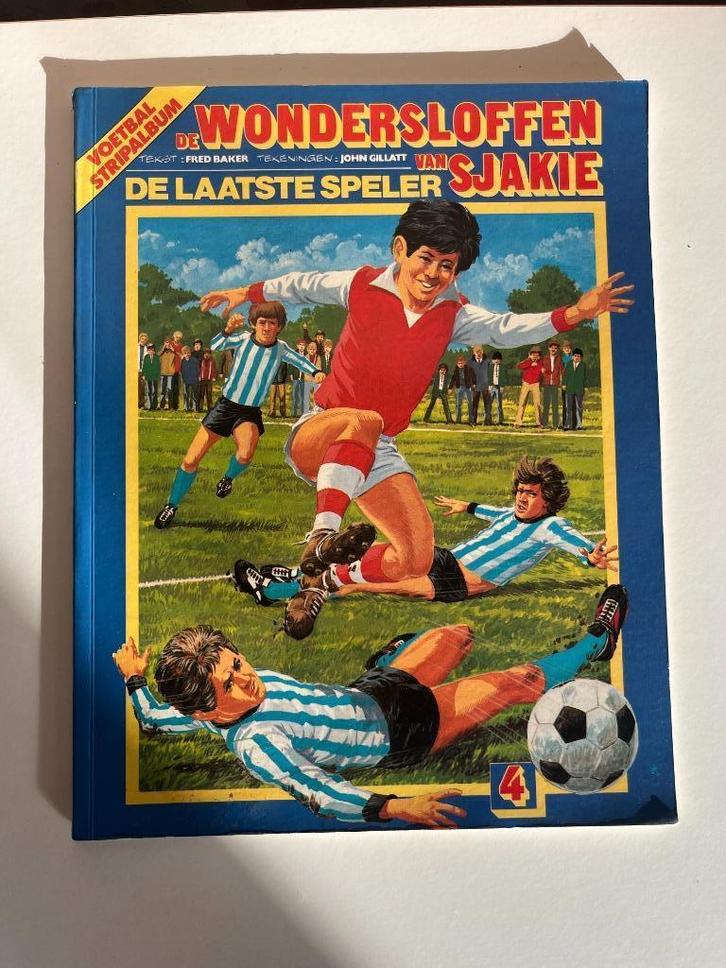 VOETBAL
STRIPALBUM
DE WONDERSLOFFEN
TEKST : FRED BAKER TEKENINGEN : JOHN GILLATT
VAN SJAKIE
DE LAATSTE SPELER
4